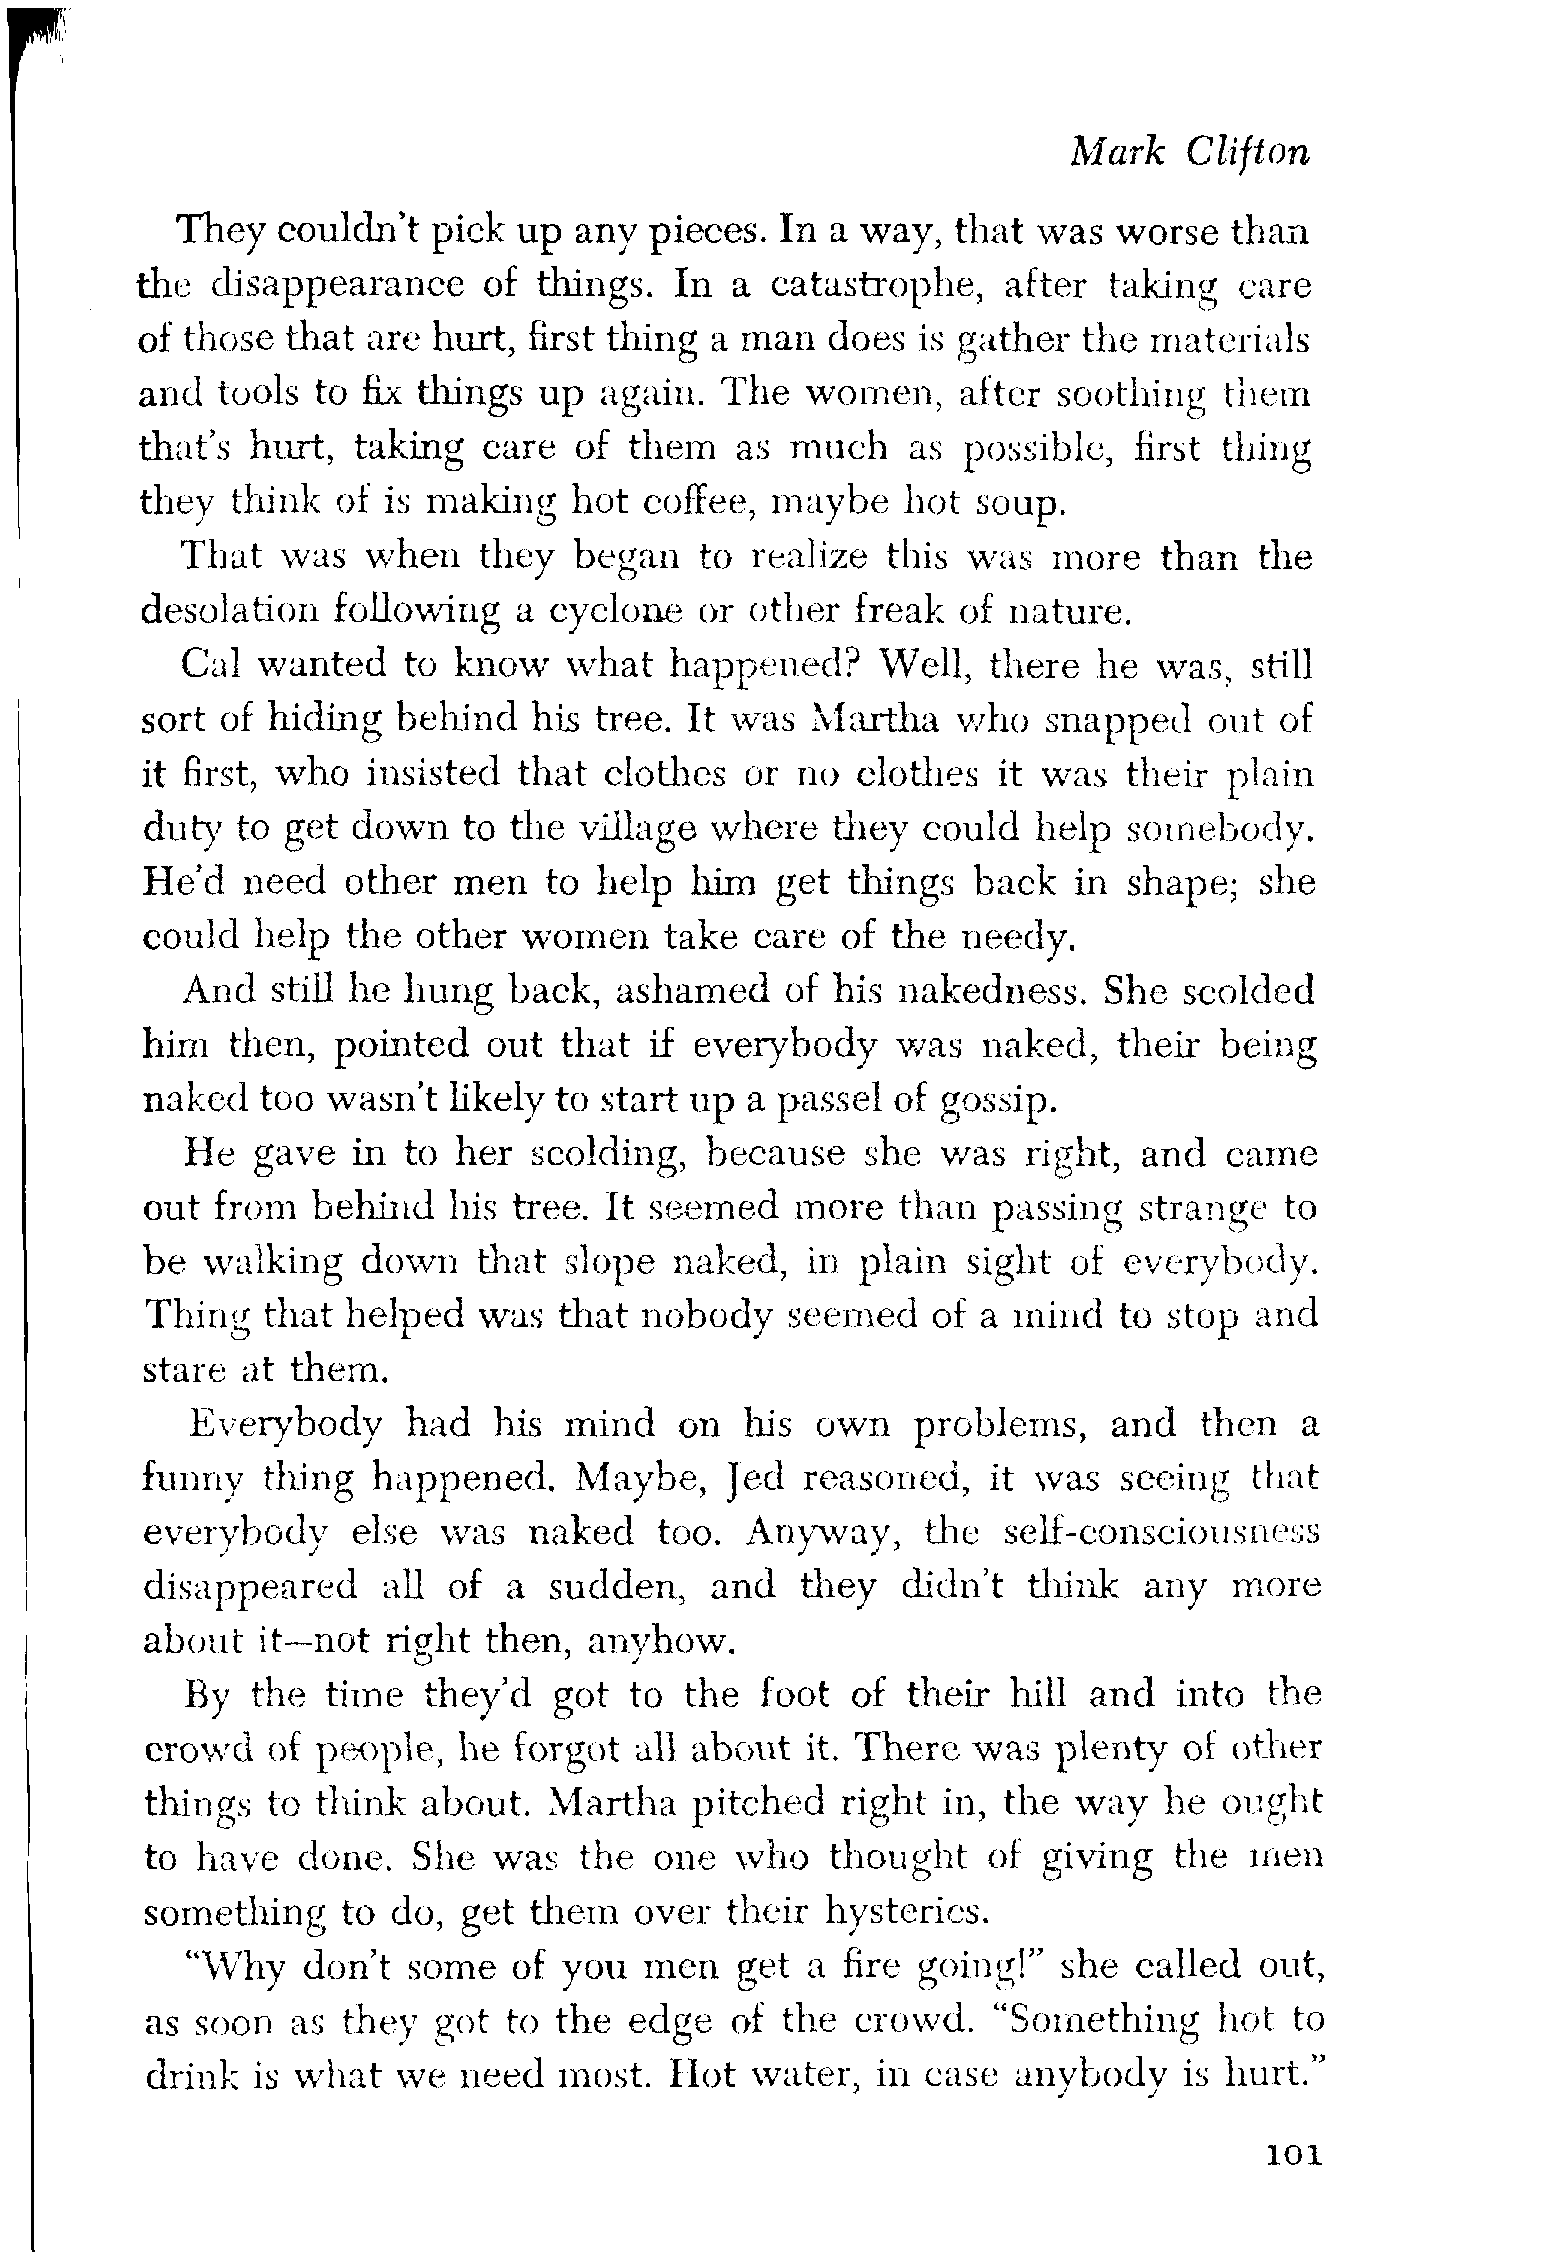 Mark Clifton
They couldn't pick up any pieces. In a way, that was worse than
the disappearance of things. In a catastrophe, after taking care
of those that are hurt, first thing a man does is gather the materials
and tools to fix things up again. The women, after soothing them
that's hurt, taking care of them as much as possible, first thing
they think of is making hot coffee, maybe hot soup.
That was when they began to realize this was more than the
desolation following a cyclone or other freak of nature.
Cal wanted to know what happened? Well, there he was, still
sort of hiding behind his tree. It was Martha who snapped out of
it first, who insisted that clothes or no clothes it was their plain
duty to get down to the village where they could help somebody.
He'd need other men to help him get things back in shape; she
could help the other women take care of the needy.
And still he hung back, ashamed of his nakedness. She scolded
him then, pointed out that if everybody was naked, their being
naked too wasn't likely to start up a passel of gossip.
He gave in to her scolding, because she was right, and came
out from behind his tree. It seemed more than passing strange to
be walking down that slope naked, in plain sight of everybody.
Thing that helped was that nobody seemed of a mind to stop and
stare at them.
Everybody had his mind on his own problems, and then a
funny thing happened. Maybe, Jed reasoned, it was seeing that
everybody else was naked too. Anyway, the self-consciousness
disappeared all of a sudden, and they didn't think any more
about it—not right then, anyhow.
By the time they'd got to the foot of their hill and into the
crowd of people, he forgot all about it. There was plenty of other
things to think about. Martha pitched right in, the way he ought
to have done. She was the one who thought of giving the men
something to do, get them over their hysterics.
"Why don't some of you men get a fire going!" she called out,
as soon as they got to the edge of the crowd. "Something hot to
drink is what we need most. Hot water, in case anybody is hurt."
101